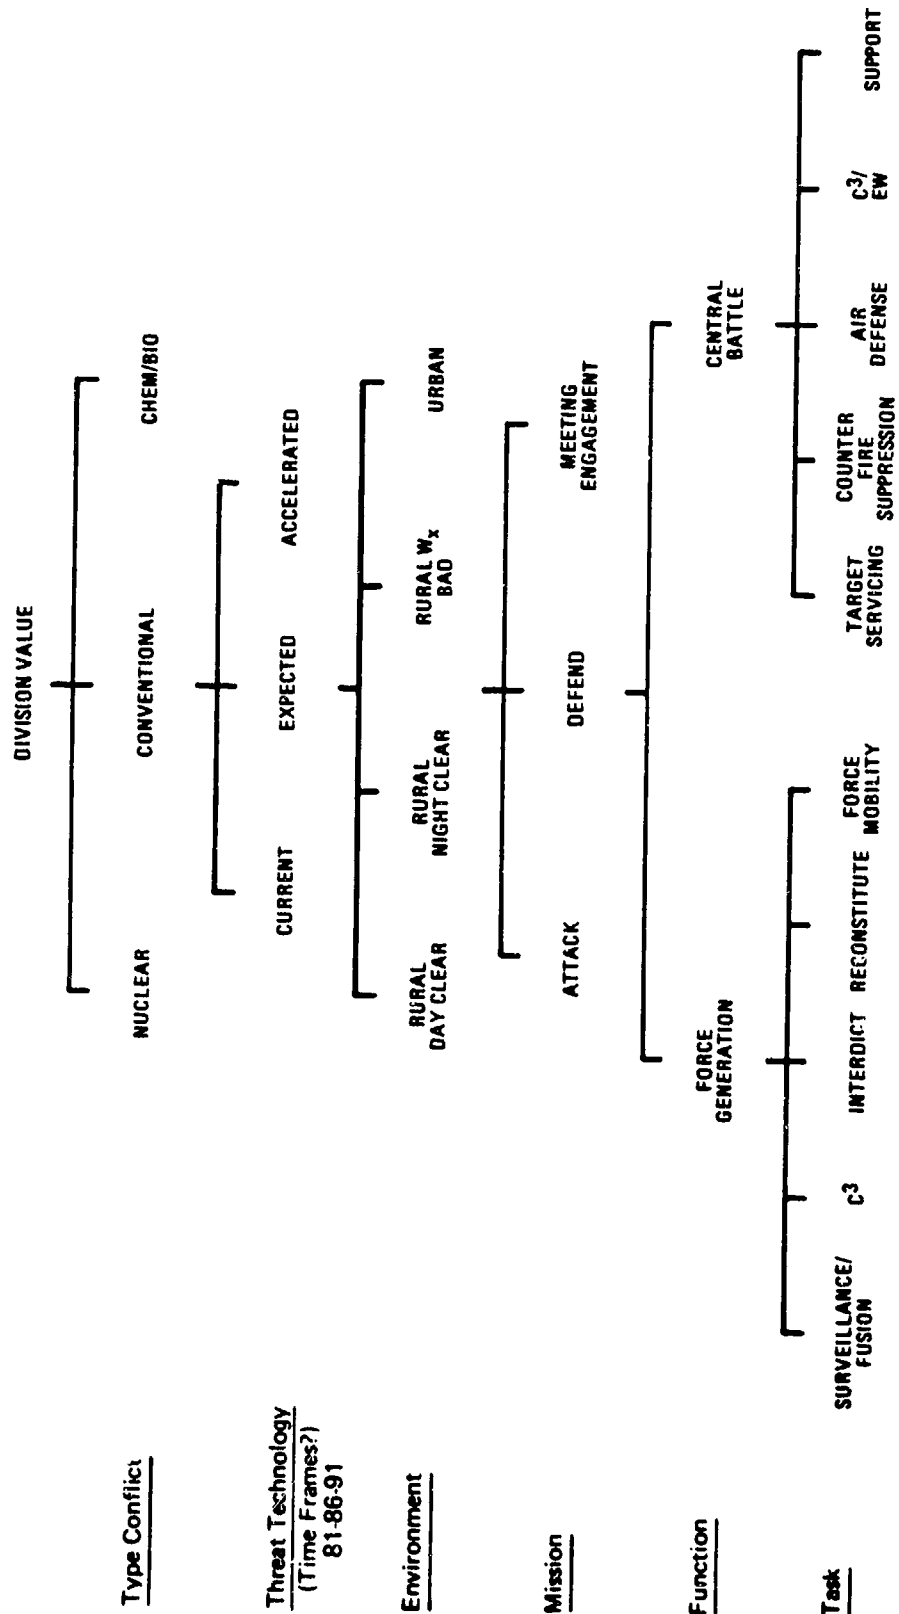 DIVISION VALUE
Type Conflict
NUCLEAR
CONVENTIONAL
CHEM/BIO
Threat Technology
(Time Frames?)
81-86-91
CURRENT
EXPECTED
ACCELERATED
Environment
RURAL
DAY CLEAR
RURAL
NIGHT CLEAR
RURAL Wx
BAD
URBAN
Mission
ATTACK
DEFEND
MEETING
ENGAGEMENT
Function
FORCE
GENERATION
CENTRAL
BATTLE
Task
SURVEILLANCE/
FUSION
C³
INTERDICT
RECONSTITUTE
FORCE
MOBILITY
TARGET
SERVICING
COUNTER
FIRE
SUPPRESSION
AIR
DEFENSE
C³/
EW
SUPPORT